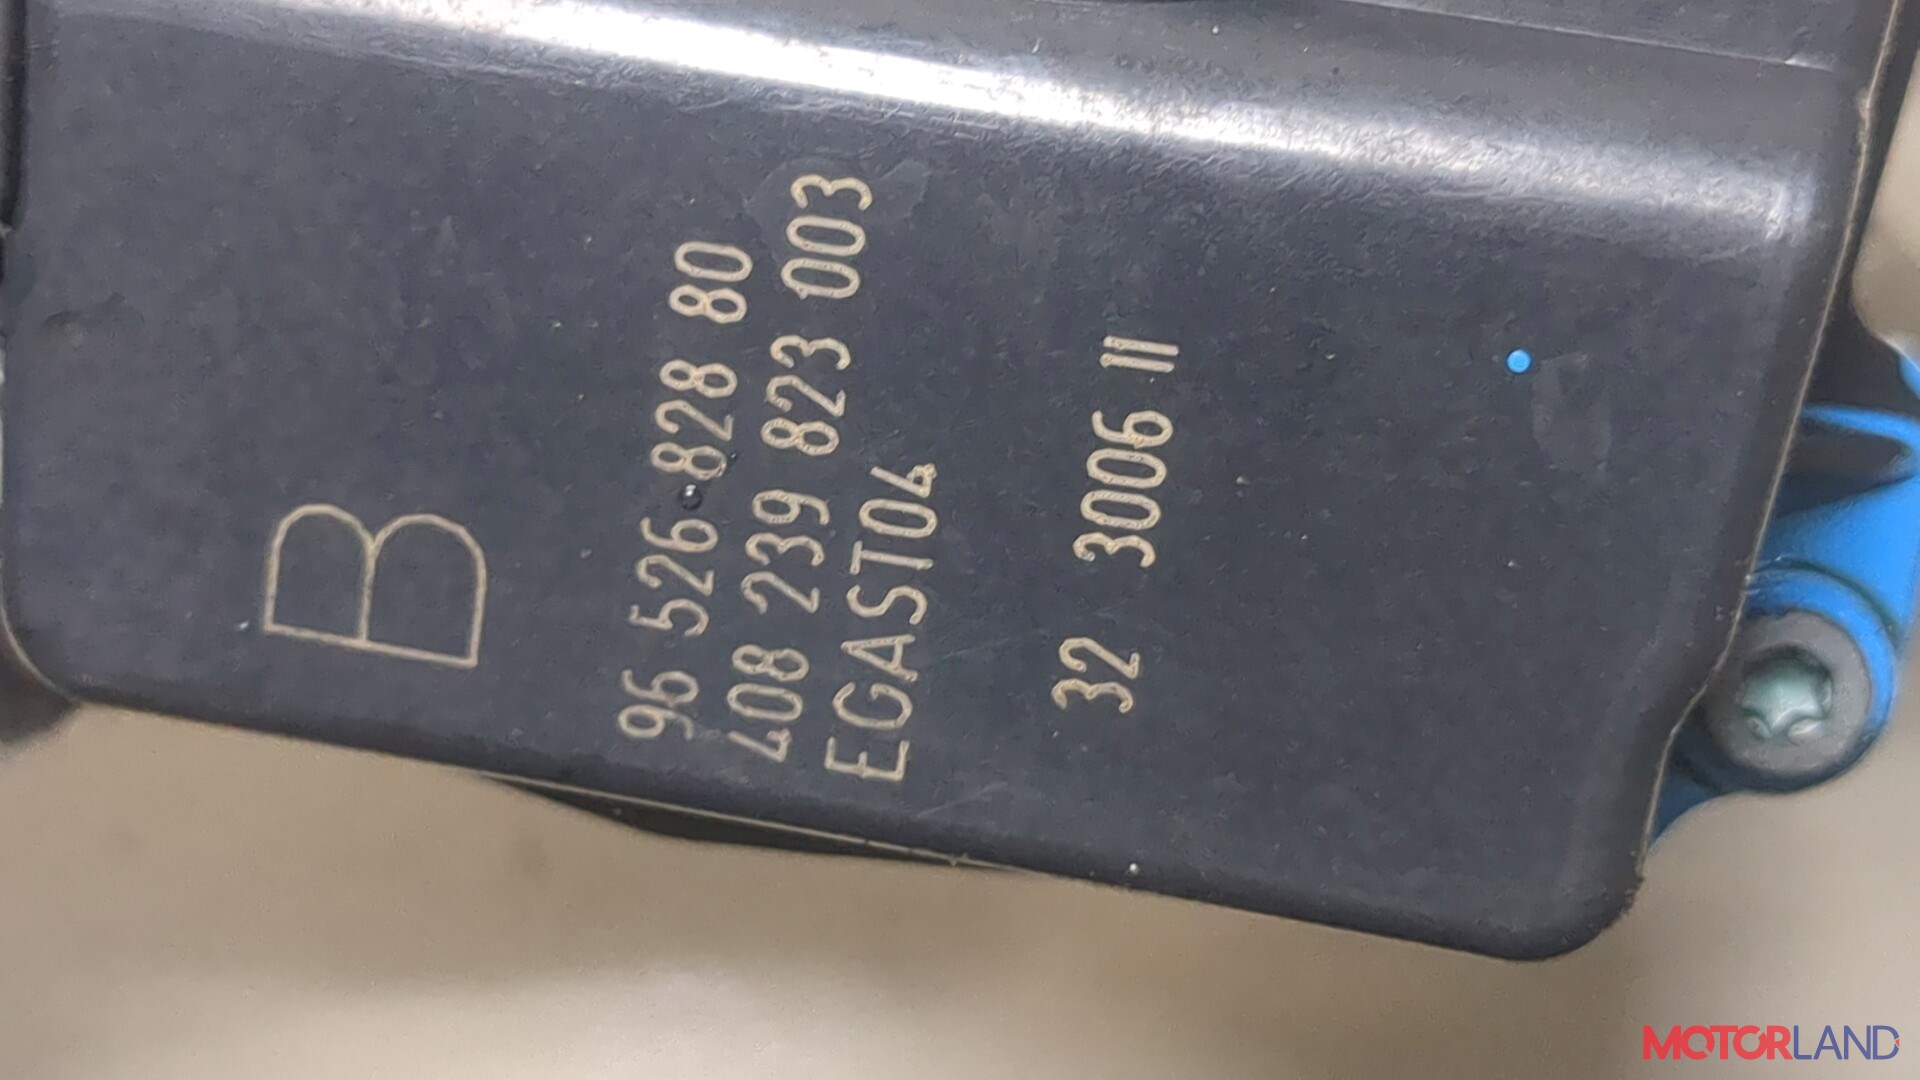 B
96 526 828 80
408 239 823 003
EGAST04
32 3006 II
MOTORLAND